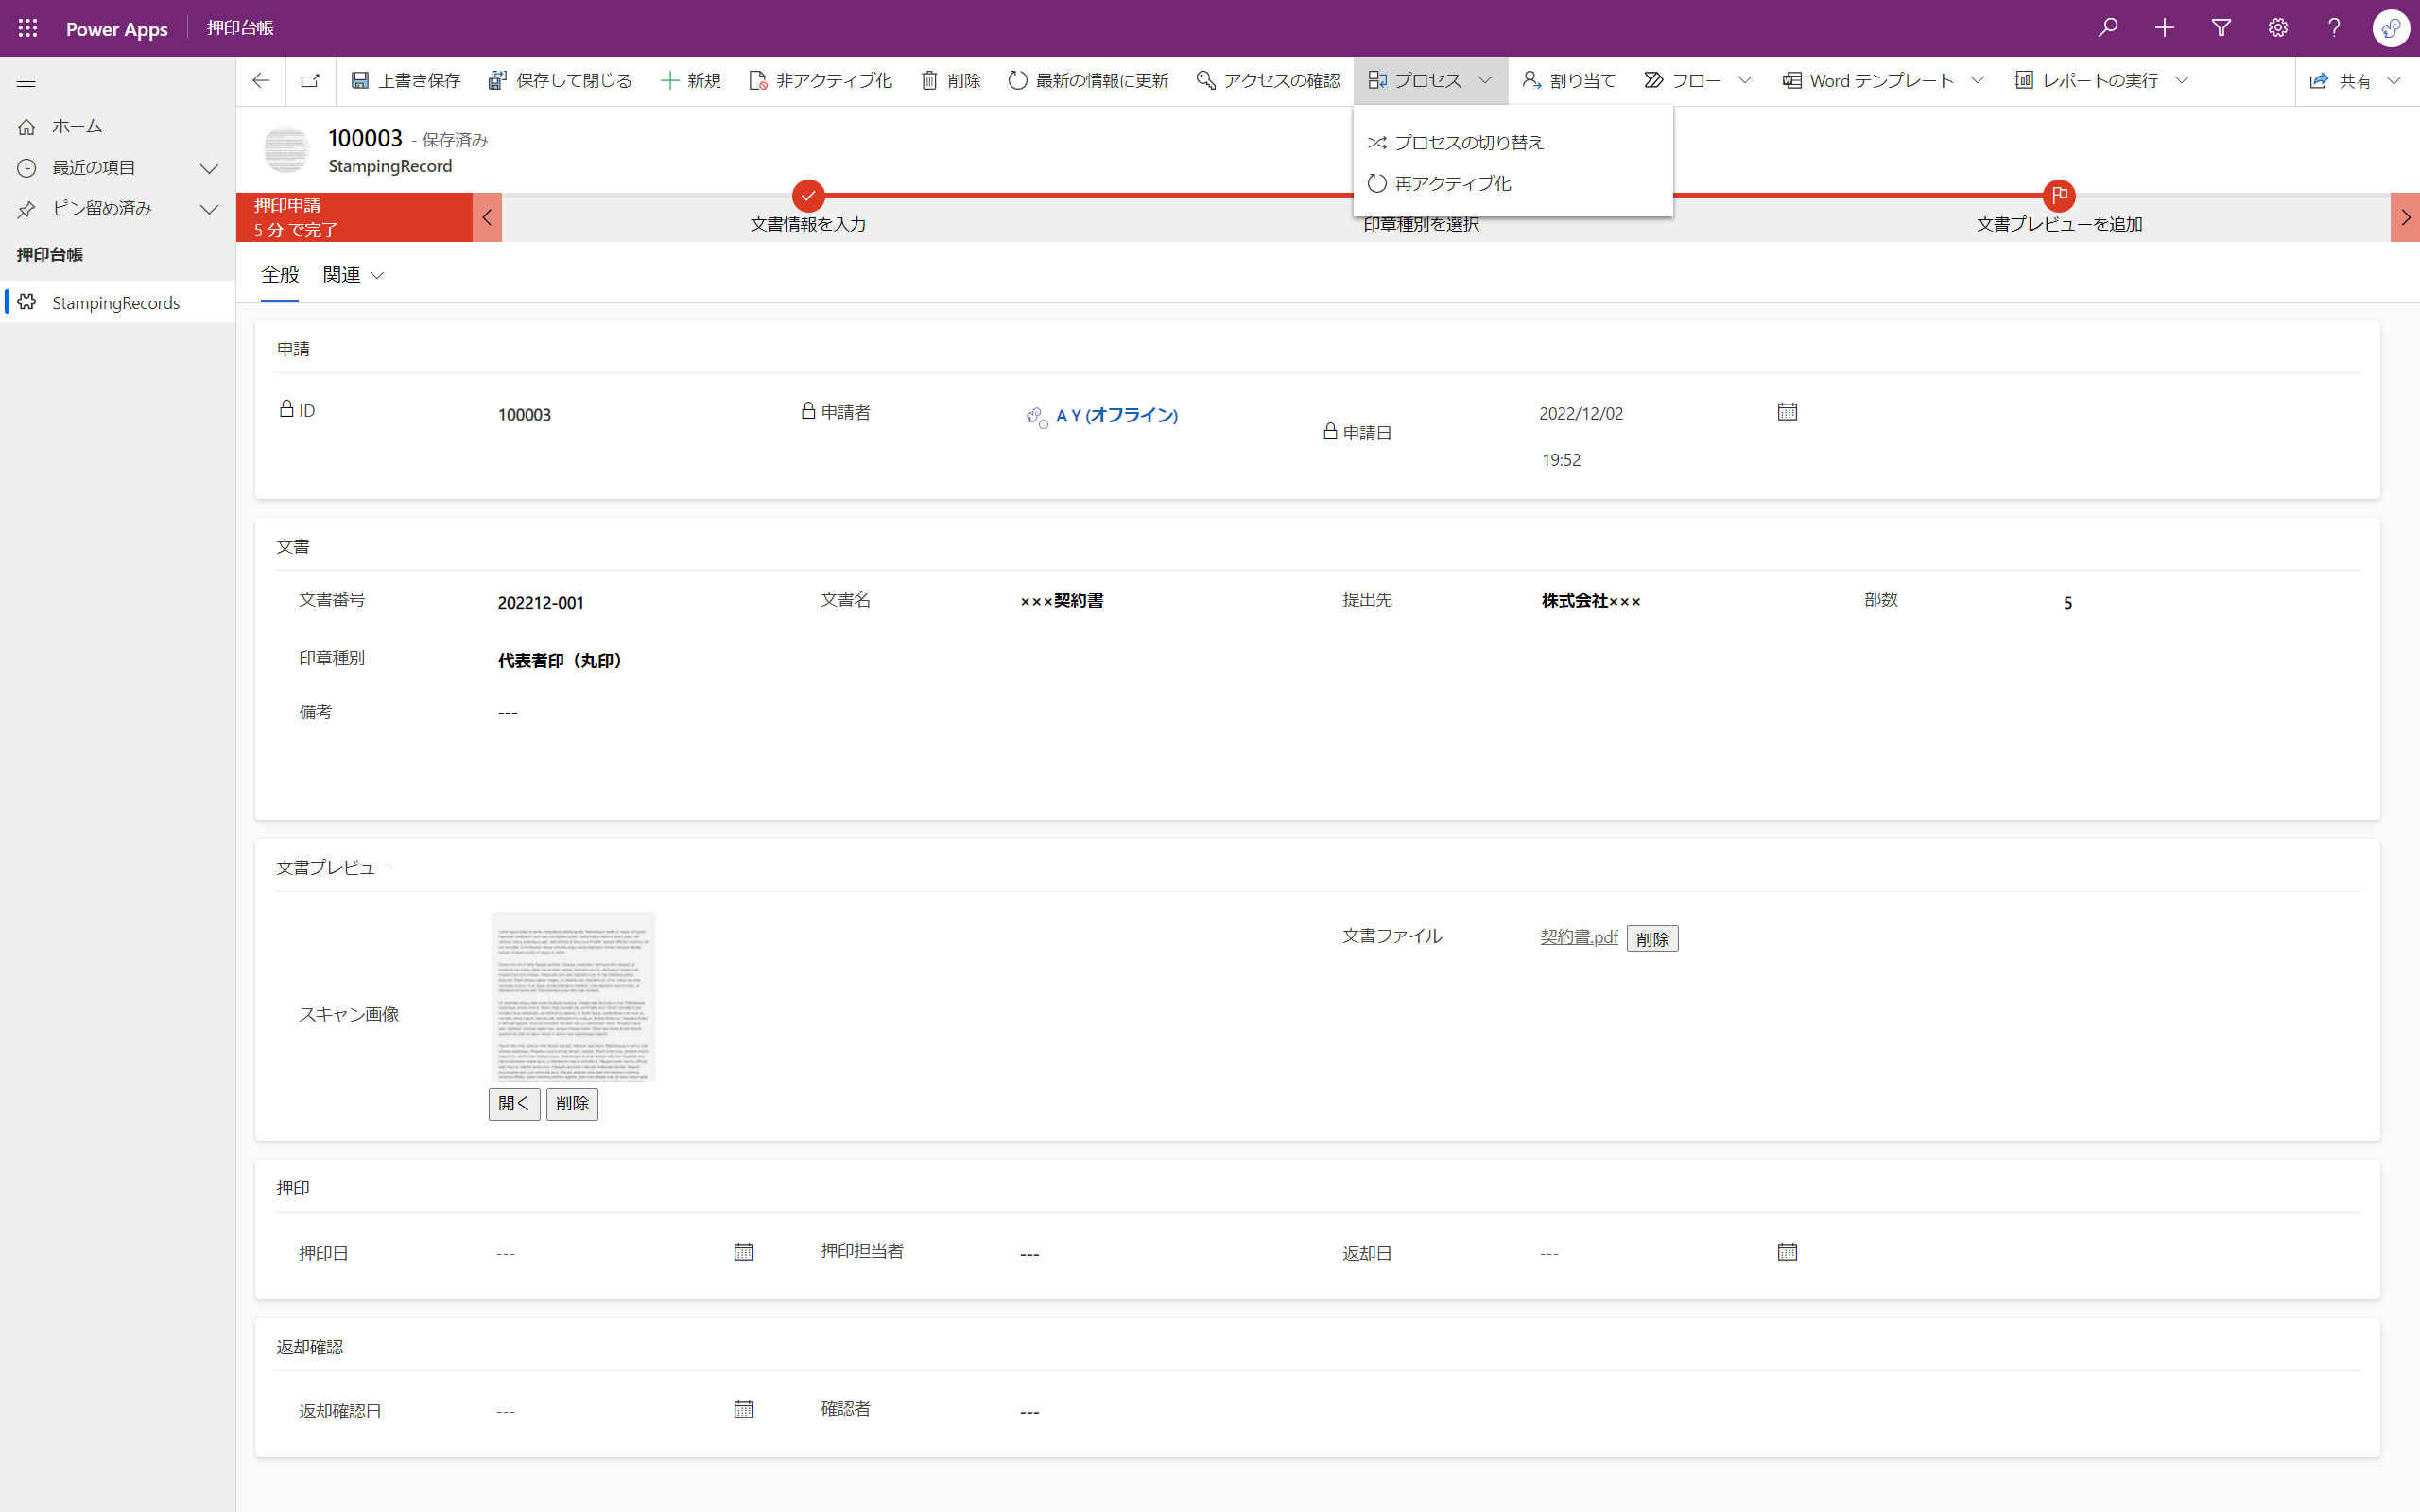 Power Apps 押印台帳
上書き保存 保存して閉じる 新規 非アクティブ化 削除 最新の情報に更新 アクセスの確認 プロセス 割り当て フロー Word テンプレート レポートの実行 共有
プロセスの切り替え
再アクティブ化
ホーム
最近の項目
ピン留め済み
押印台帳
StampingRecords
100003 - 保存済み
StampingRecord
押印申請
5 分 で完了
文書情報を入力 印章種別を選択 文書プレビューを追加
全般 関連
申請
ID 100003 申請者 A Y (オフライン) 申請日 2022/12/02
19:52
文書
文書番号 202212-001 文書名 ×××契約書 提出先 株式会社××× 部数 5
印章種別 代表者印（丸印）
備考 ---
文書プレビュー
スキャン画像
開く 削除
文書ファイル 契約書.pdf 削除
押印
押印日 --- 押印担当者 --- 返却日 ---
返却確認
返却確認日 --- 確認者 ---